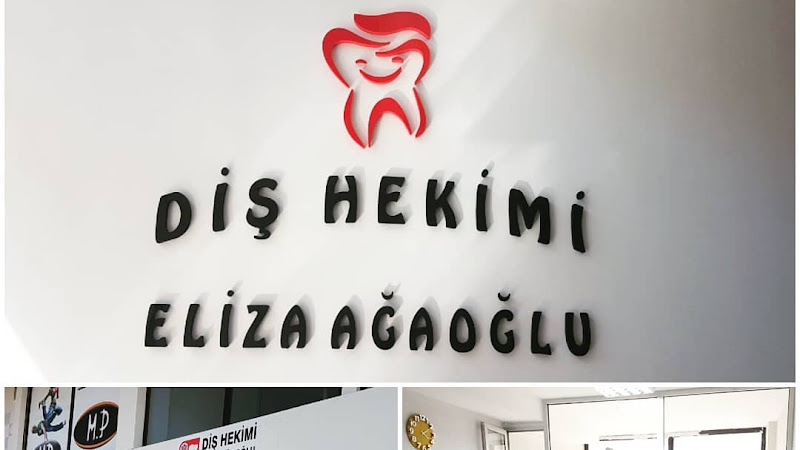 DİŞ HEKİMİ
ELİZA AĞAOĞLU
M.P
DİŞ HEKİMİ